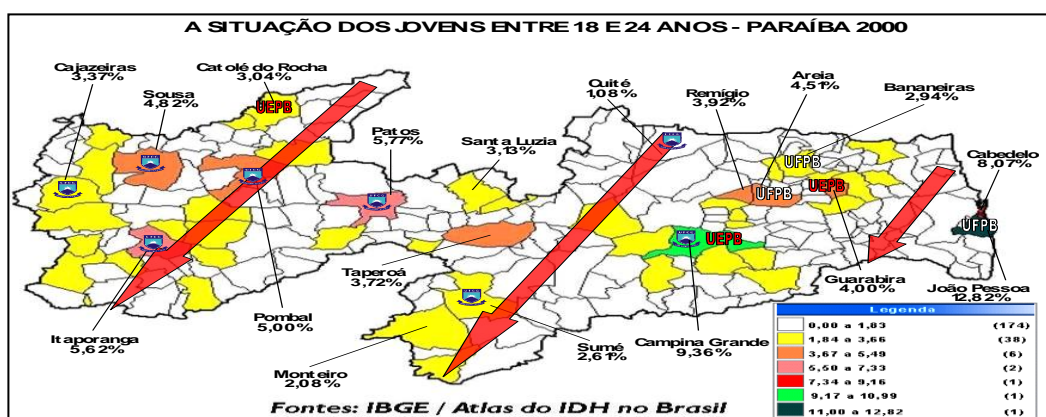 A SITUAÇÃO DOS JOVENS ENTRE 18 E 24 ANOS - PARAÍBA 2000
Cajazeiras
3,37%
Sousa
4,82%
Catolé do Rocha
3,04%
UEPB
Patos
5,77%
Santa Luzia
3,13%
Cuité
1,08%
Remígio
3,92%
Areia
4,51%
Bananeiras
2,94%
Cabedelo
8,07%
UFPB
UFPB
UEPB
UFPB
UEPB
Itaporanga
5,62%
Pombal
5,00%
Taperoá
3,72%
Monteiro
2,08%
Sumé
2,61%
Campina Grande
9,36%
Guarabira
4,00%
João Pessoa
12,82%
Legenda
0,00 a 1,83 (174)
1,84 a 3,66 (38)
3,67 a 5,49 (6)
5,50 a 7,33 (2)
7,34 a 9,16 (1)
9,17 a 10,99 (1)
11,00 a 12,82 (1)
Fontes: IBGE / Atlas do IDH no Brasil